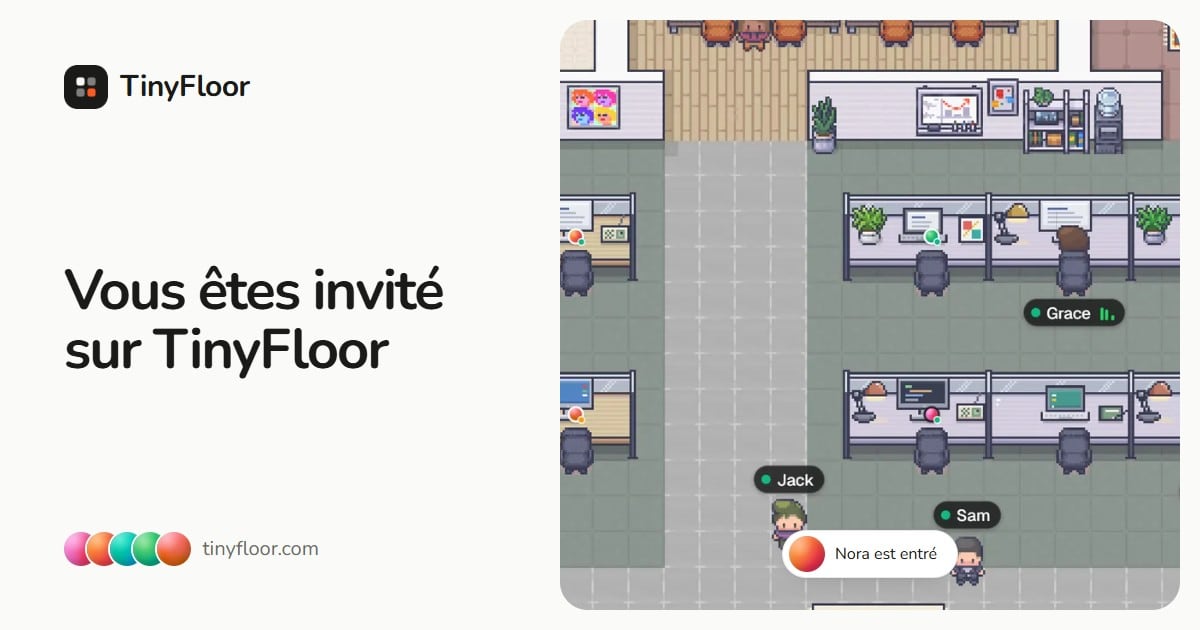 TinyFloor
Vous êtes invité
sur TinyFloor
tinyfloor.com
Grace
Jack
Sam
Nora est entré